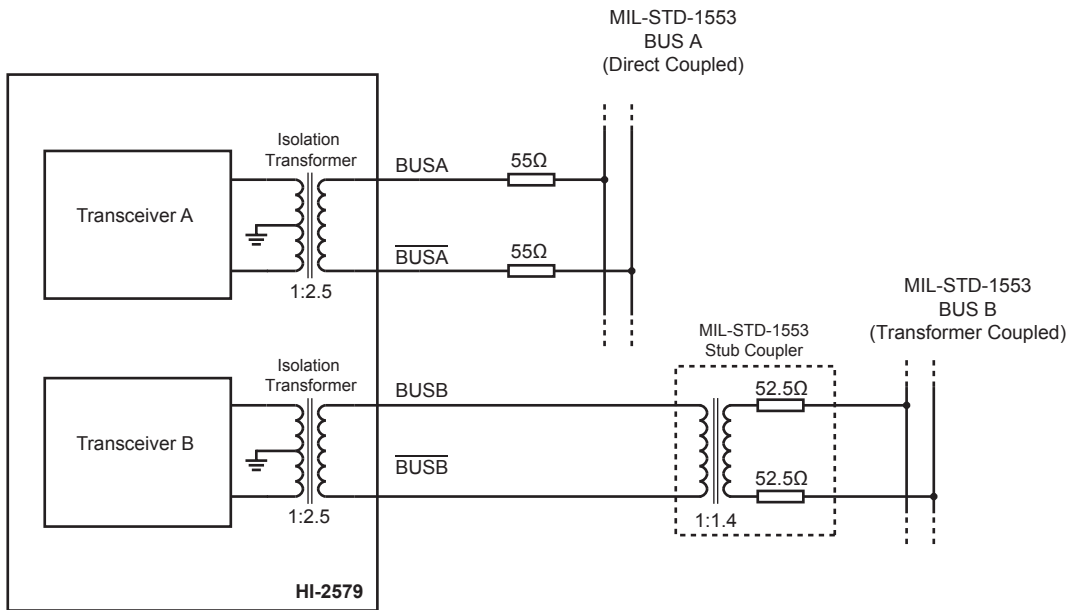 MIL-STD-1553
BUS A
(Direct Coupled)
Isolation
Transformer
Transceiver A
1:2.5
BUSA
55Ω
BUSA
55Ω
MIL-STD-1553
BUS B
(Transformer Coupled)
MIL-STD-1553
Stub Coupler
Isolation
Transformer
Transceiver B
1:2.5
BUSB
BUSB
52.5Ω
52.5Ω
1:1.4
HI-2579